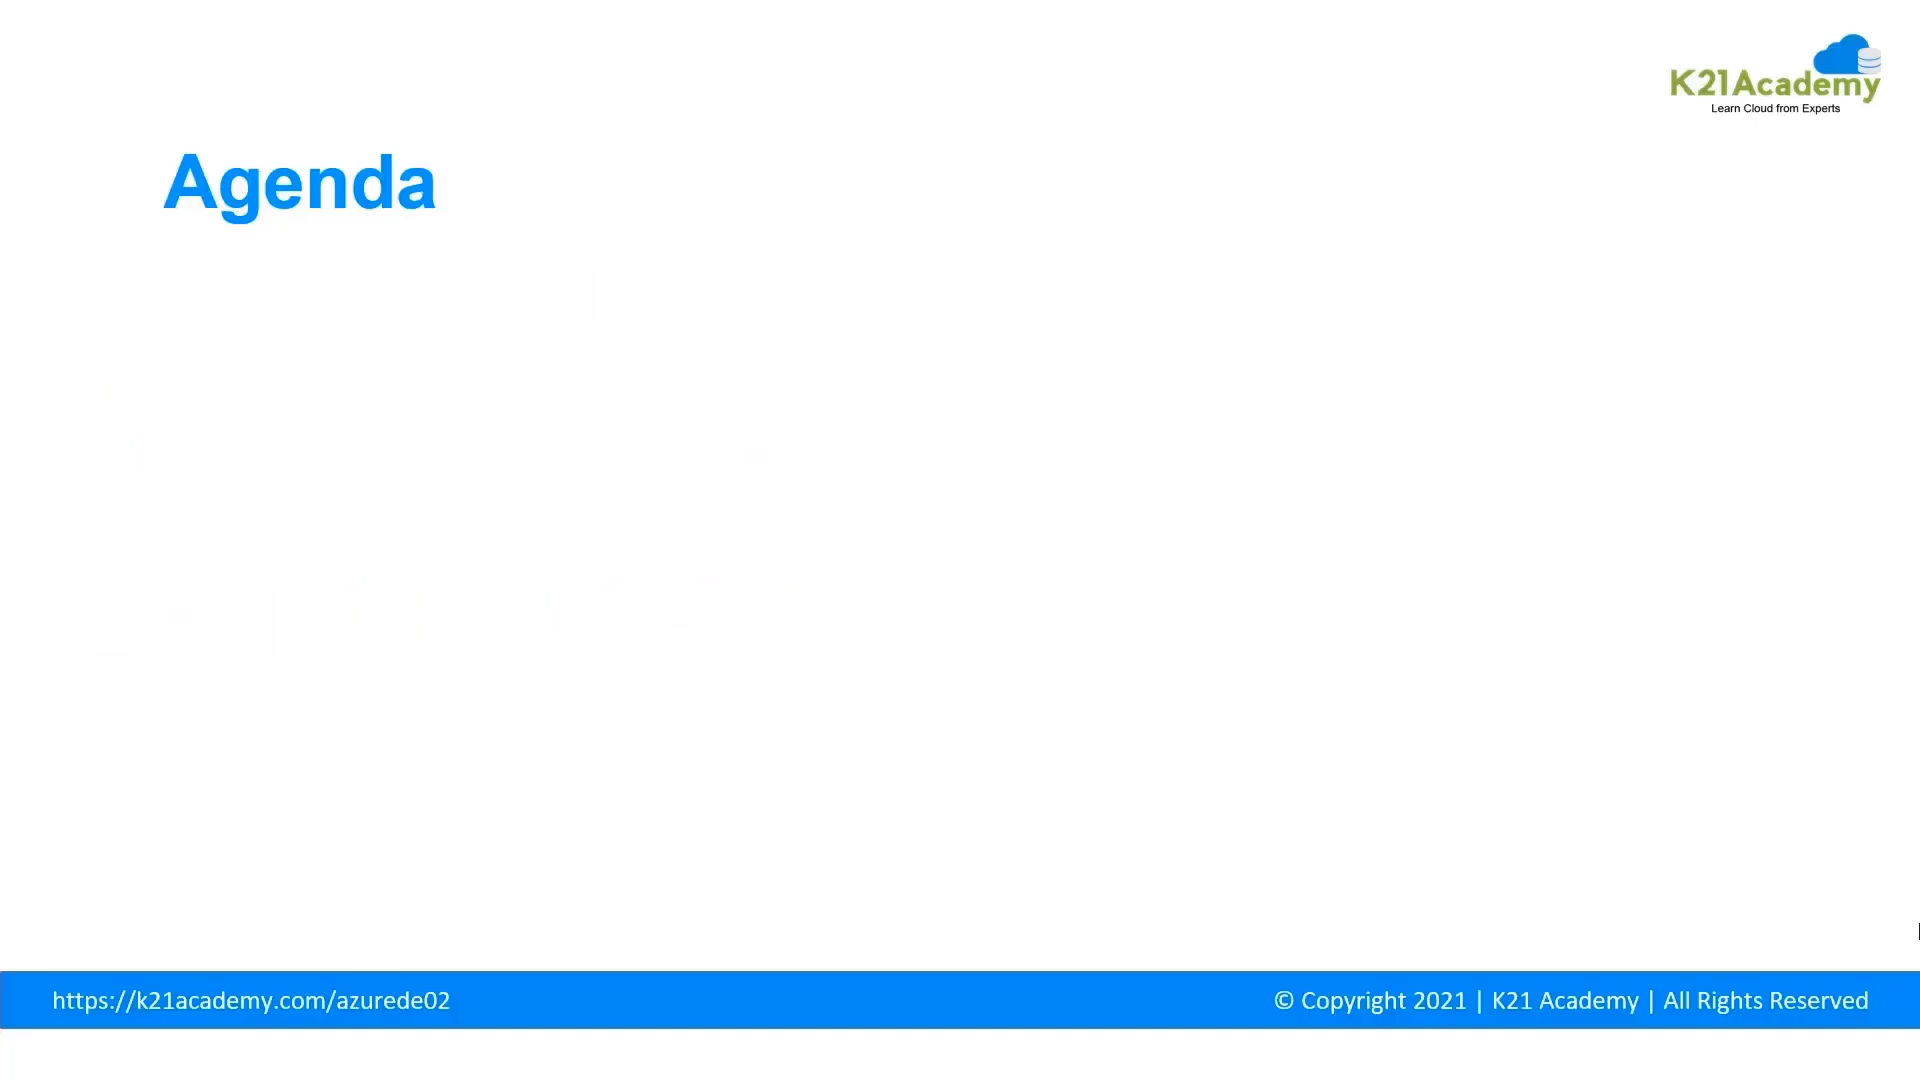 K21Academy
Learn Cloud from Experts
Agenda
https://k21academy.com/azurede02
© Copyright 2021 | K21 Academy | All Rights Reserved